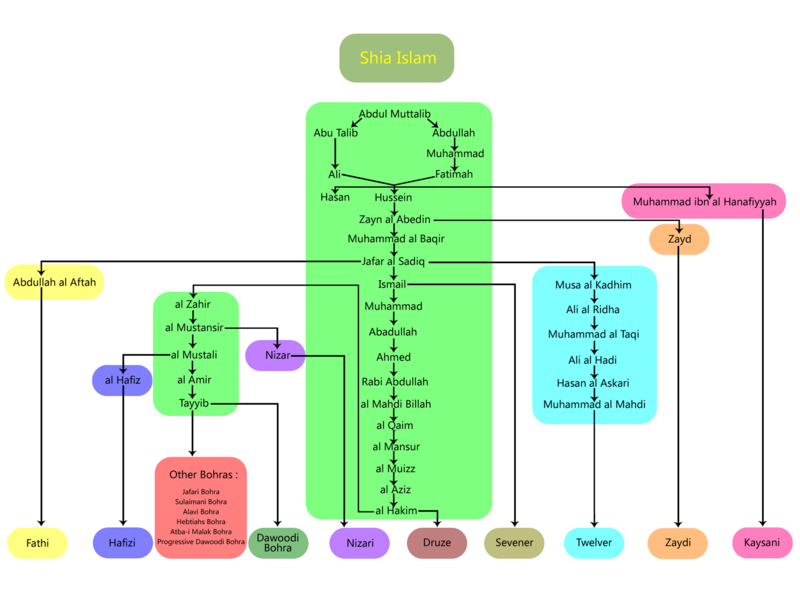 Shia Islam
Abdul Muttalib
Abu Talib
Abdullah
Muhammad
Ali
Fatimah
Hasan
Hussein
Muhammad ibn al Hanafiyyah
Zayn al Abedin
Zayd
Muhammad al Baqir
Jafar al Sadiq
Abdullah al Aftah
Ismail
Musa al Kadhim
al Zahir
Muhammad
Ali al Ridha
al Mustansir
Abadullah
Muhammad al Taqi
al Mustali
Nizar
Ahmed
Ali al Hadi
al Hafiz
al Amir
Rabi Abdullah
Hasan al Askari
Tayyib
al Mahdi Billah
Muhammad al Mahdi
al Qaim
al Mansur
al Muizz
al Aziz
al Hakim
Other Bohras :
Jafari Bohra
Sulaimani Bohra
Alavi Bohra
Hebtiahs Bohra
Atba-i Malak Bohra
Progressive Dawoodi Bohra
Fathi
Hafizi
Dawoodi
Bohra
Nizari
Druze
Sevener
Twelver
Zaydi
Kaysani